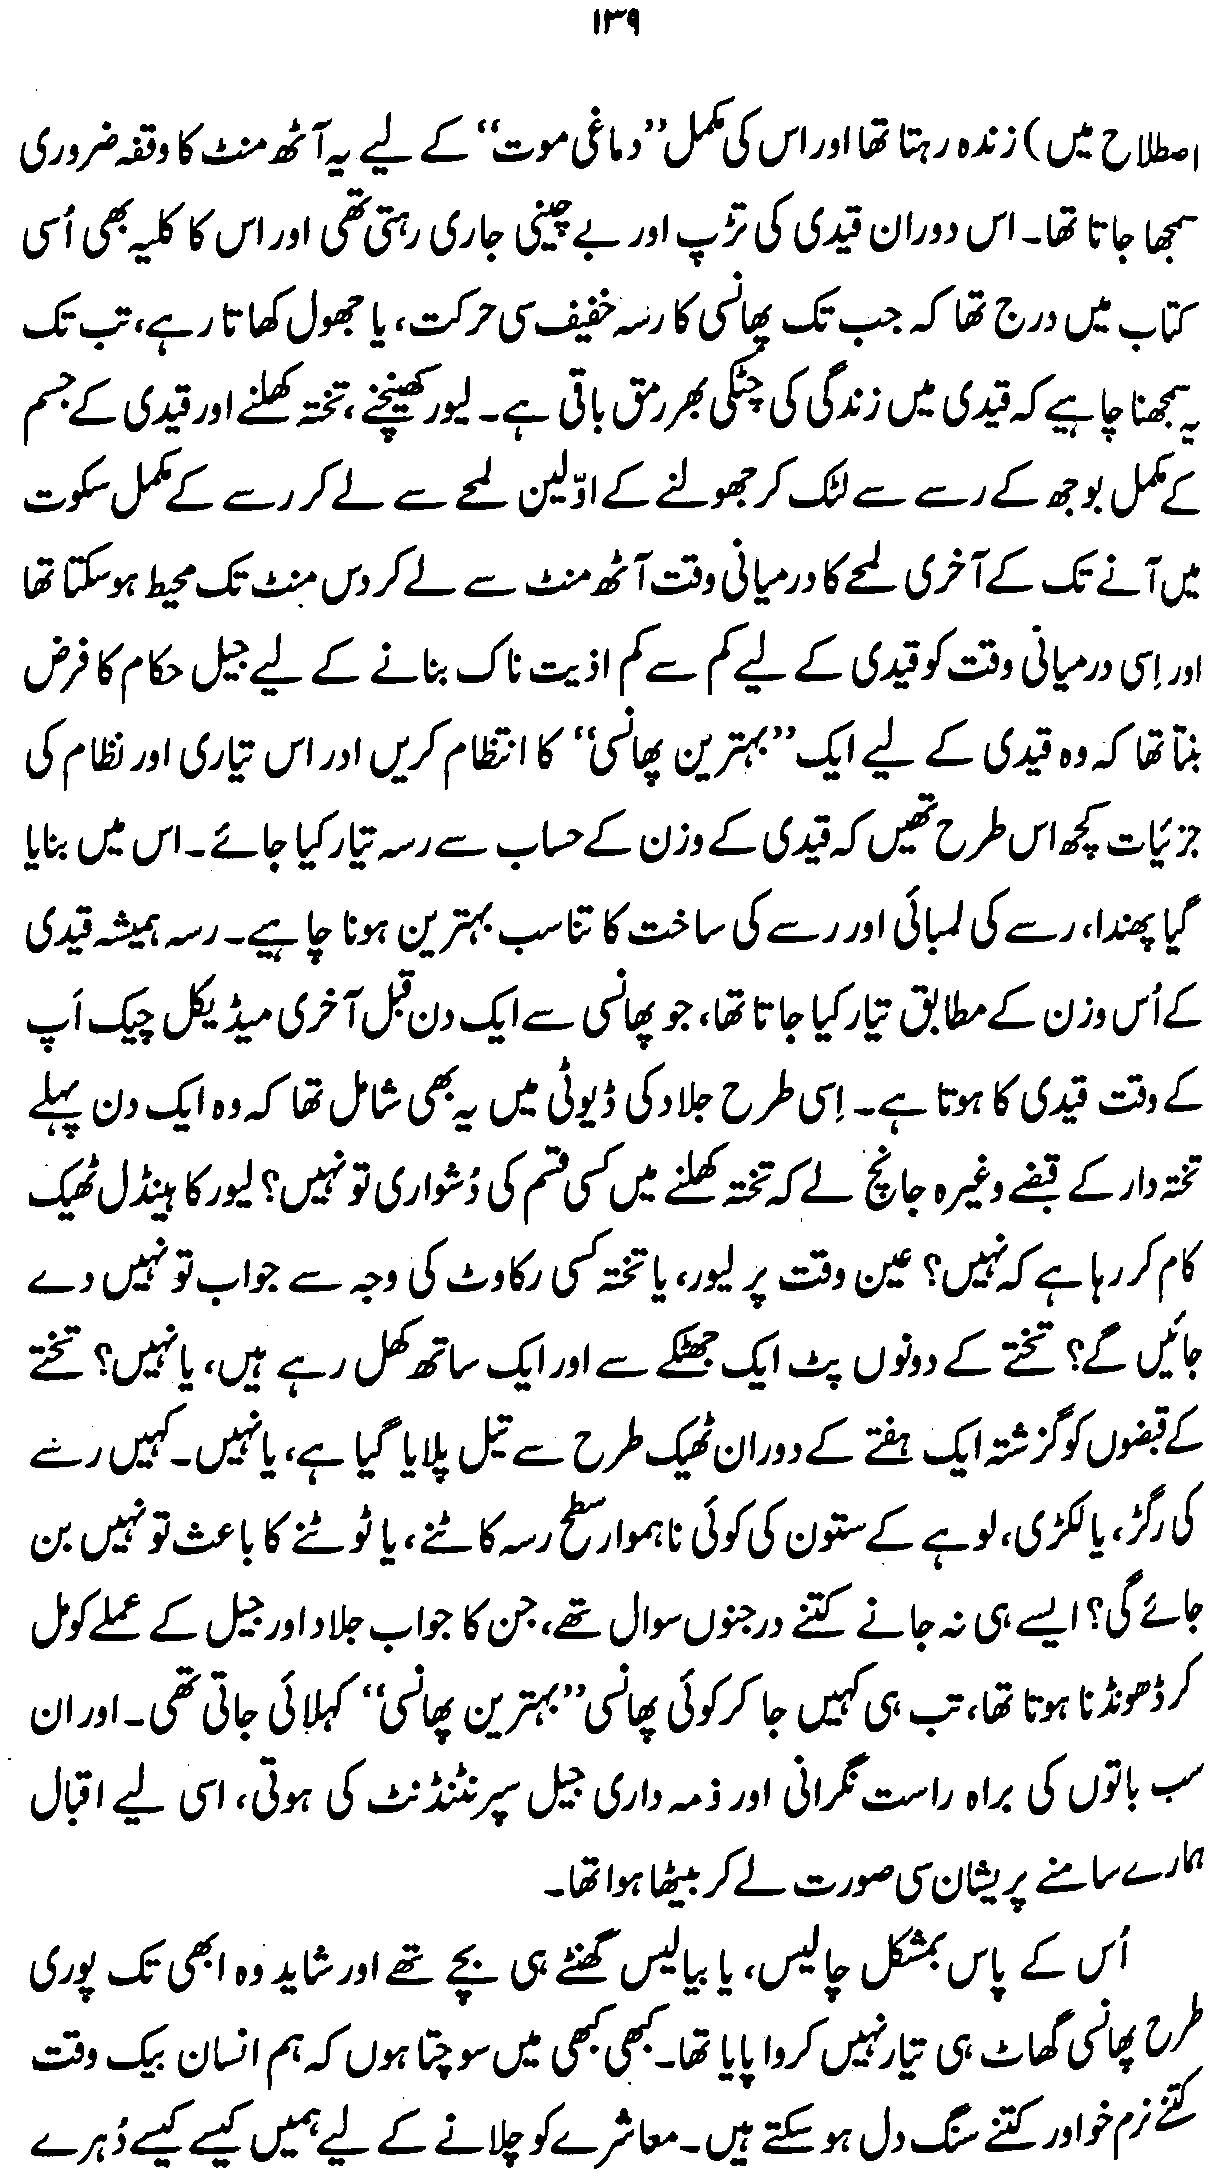 ۱۳۹
اصطلاح میں) زندہ رہتا تھا اور اس کی مکمل ”دماغی موت“ کے لیے یہ آٹھ منٹ کا وقفہ ضروری
سمجھا جاتا تھا۔ اس دوران قیدی کی تڑپ اور بے چینی جاری رہتی تھی اور اس کا کلیہ بھی اُسی
کتاب میں درج تھا کہ جب تک پھانسی کا رسہ خفیف سی حرکت، یا جھول کھاتا رہے، تب تک
یہ سمجھنا چاہیے کہ قیدی میں زندگی کی چٹکی بھر رمق باقی ہے۔ لیور کھینچنے، تختہ کھلنے اور قیدی کے جسم
کے مکمل بوجھ کے رسے سے لٹک کر جھولنے کے اوّلین لمحے سے لے کر رسے کے مکمل سکوت
میں آنے تک کے آخری لمحے کا درمیانی وقت آٹھ منٹ سے لے کر دس منٹ تک محیط ہو سکتا تھا
اور اِسی درمیانی وقت کو قیدی کے لیے کم سے کم اذیت ناک بنانے کے لیے جیل حکام کا فرض
بنتا تھا کہ وہ قیدی کے لیے ایک ”بہترین پھانسی“ کا انتظام کریں اور اس تیاری اور نظام کی
جزئیات کچھ اس طرح تھیں کہ قیدی کے وزن کے حساب سے رسہ تیار کیا جائے۔ اس میں بنایا
گیا پھندا، رسے کی لمبائی اور رسے کی ساخت کا تناسب بہترین ہونا چاہیے۔ رسہ ہمیشہ قیدی
کے اُس وزن کے مطابق تیار کیا جاتا تھا، جو پھانسی سے ایک دن قبل آخری میڈیکل چیک اَپ
کے وقت قیدی کا ہوتا ہے۔ اِسی طرح جلاد کی ڈیوٹی میں یہ بھی شامل تھا کہ وہ ایک دن پہلے
تختہ دار کے قبضے وغیرہ جانچ لے کہ تختہ کھلنے میں کسی قسم کی دُشواری تو نہیں؟ لیور کا ہینڈل ٹھیک
کام کر رہا ہے کہ نہیں؟ عین وقت پر لیور، یا تختہ کسی رکاوٹ کی وجہ سے جواب تو نہیں دے
جائیں گے؟ تختے کے دونوں پٹ ایک جھٹکے سے اور ایک ساتھ کھل رہے ہیں، یا نہیں؟ تختے
کے قبضوں کو گزشتہ ایک ہفتے کے دوران ٹھیک طرح سے تیل پلایا گیا ہے، یا نہیں۔ کہیں رسے
کی رگڑ، یا لکڑی، لوہے کے ستون کی کوئی ناہموار سطح رسہ کاٹنے، یا ٹوٹنے کا باعث تو نہیں بن
جائے گی؟ ایسے ہی نہ جانے کتنے درجنوں سوال تھے، جن کا جواب جلاد اور جیل کے عملے کو مل
کر ڈھونڈنا ہوتا تھا، تب ہی کہیں جا کر کوئی پھانسی ”بہترین پھانسی“ کہلائی جاتی تھی۔ اور ان
سب باتوں کی براہ راست نگرانی اور ذمہ داری جیل سپرنٹنڈنٹ کی ہوتی، اسی لیے اقبال
ہمارے سامنے پریشان سی صورت لے کر بیٹھا ہوا تھا۔
اُس کے پاس بمشکل چالیس، یا بیالیس گھنٹے ہی بچے تھے اور شاید وہ ابھی تک پوری
طرح پھانسی گھاٹ ہی تیار نہیں کروا پایا تھا۔ کبھی کبھی میں سوچتا ہوں کہ ہم انسان بیک وقت
کتنے نرم خو اور کتنے سنگ دل ہو سکتے ہیں۔ معاشرے کو چلانے کے لیے ہمیں کیسے کیسے دُہرے